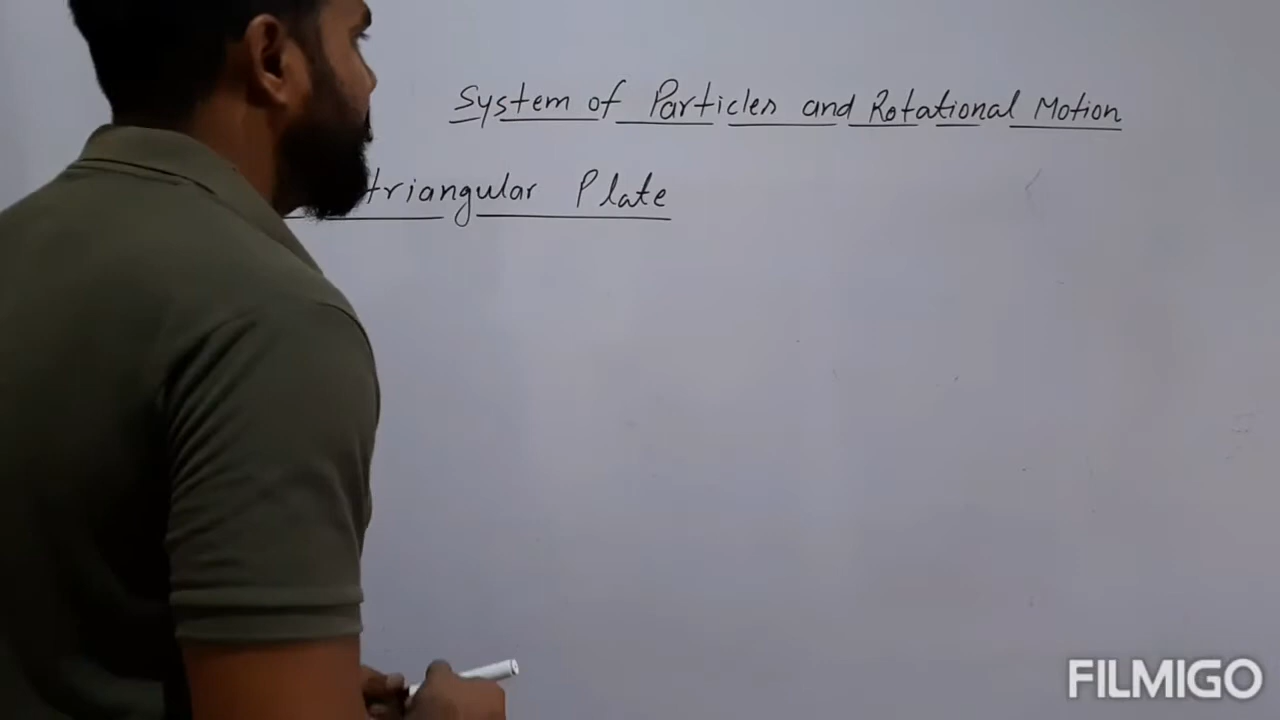 System of Particles and Rotational Motion
triangular Plate
FILMIGO